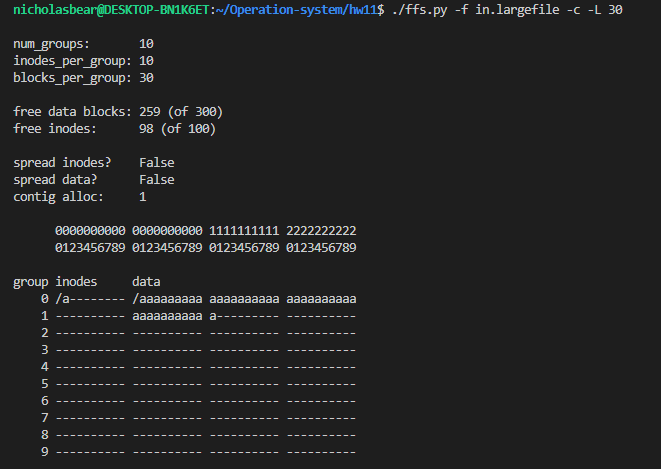 nicholasbear@DESKTOP-BN1K6ET:~/Operation-system/hw11$ ./ffs.py -f in.largefile -c -L 30
num_groups:       10
inodes_per_group: 10
blocks_per_group: 30
free data blocks: 259 (of 300)
free inodes:      98 (of 100)
spread inodes?    False
spread data?      False
contig alloc:     1
      0000000000 0000000000 1111111111 2222222222
      0123456789 0123456789 0123456789 0123456789
group inodes     data
    0 /a-------- /aaaaaaaaa aaaaaaaaaa aaaaaaaaaa
    1 ---------- aaaaaaaaaa a--------- ----------
    2 ---------- ---------- ---------- ----------
    3 ---------- ---------- ---------- ----------
    4 ---------- ---------- ---------- ----------
    5 ---------- ---------- ---------- ----------
    6 ---------- ---------- ---------- ----------
    7 ---------- ---------- ---------- ----------
    8 ---------- ---------- ---------- ----------
    9 ---------- ---------- ---------- ----------